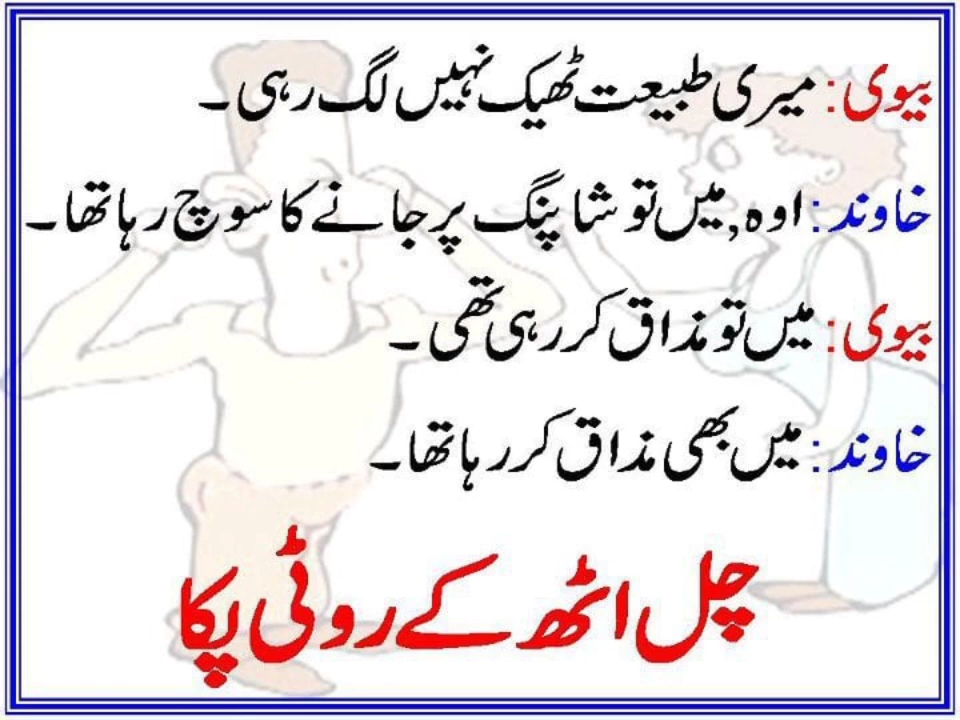 بیوی: میری طبیعت ٹھیک نہیں لگ رہی۔
خاوند: اوہ, میں تو شاپنگ پر جانے کا سوچ رہا تھا۔
بیوی: میں تو مذاق کر رہی تھی۔
خاوند: میں بھی مذاق کر رہا تھا۔
چل اٹھ کے روٹی پکا